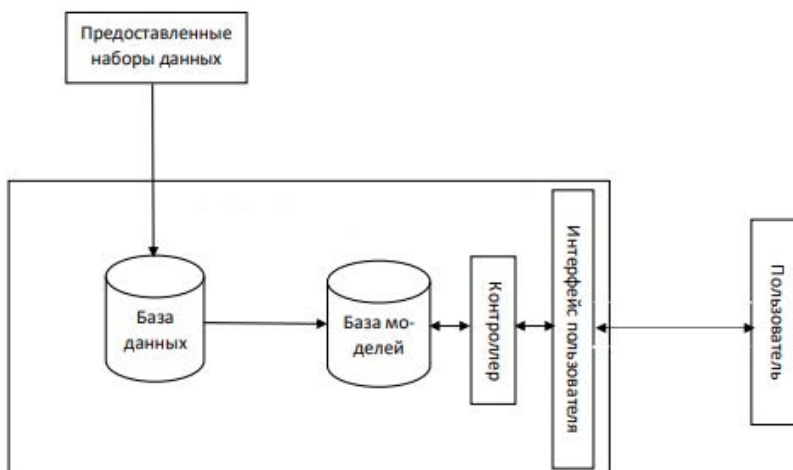 Предоставленные
наборы данных
База
данных
База мо-
делей
Контроллер
Интерфейс пользователя
Пользователь